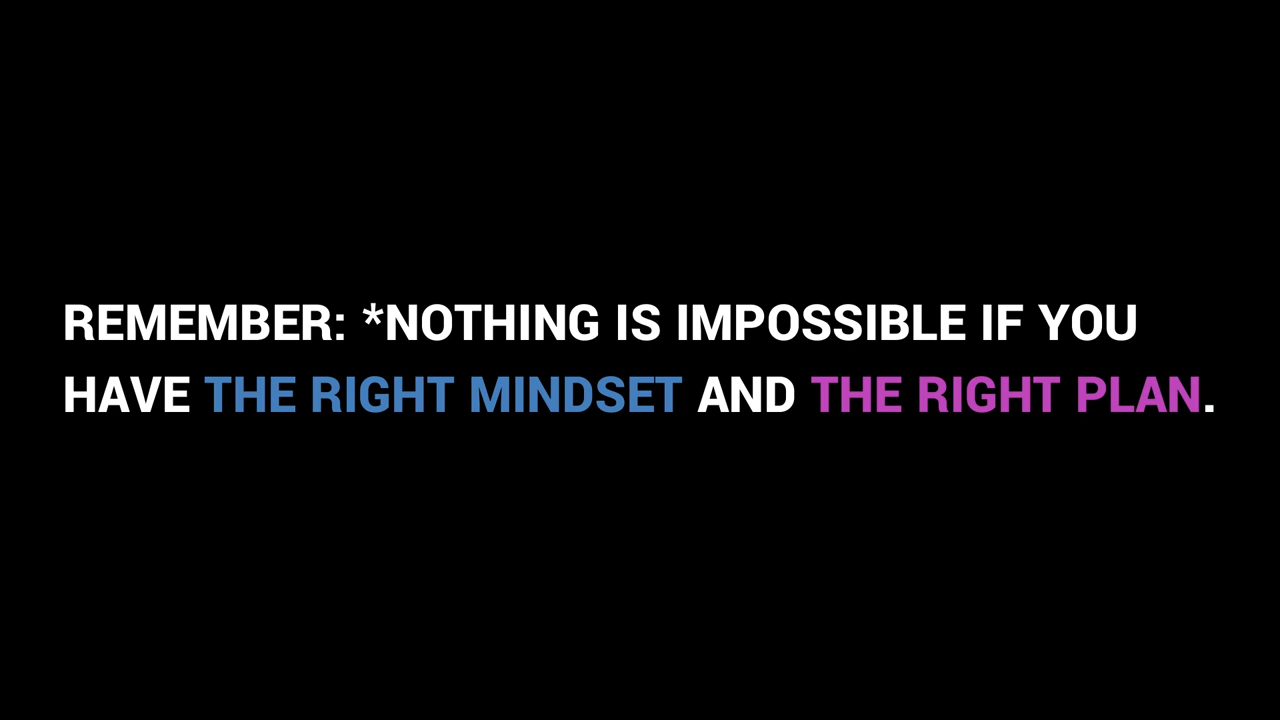 REMEMBER: *NOTHING IS IMPOSSIBLE IF YOU
HAVE THE RIGHT MINDSET AND THE RIGHT PLAN.